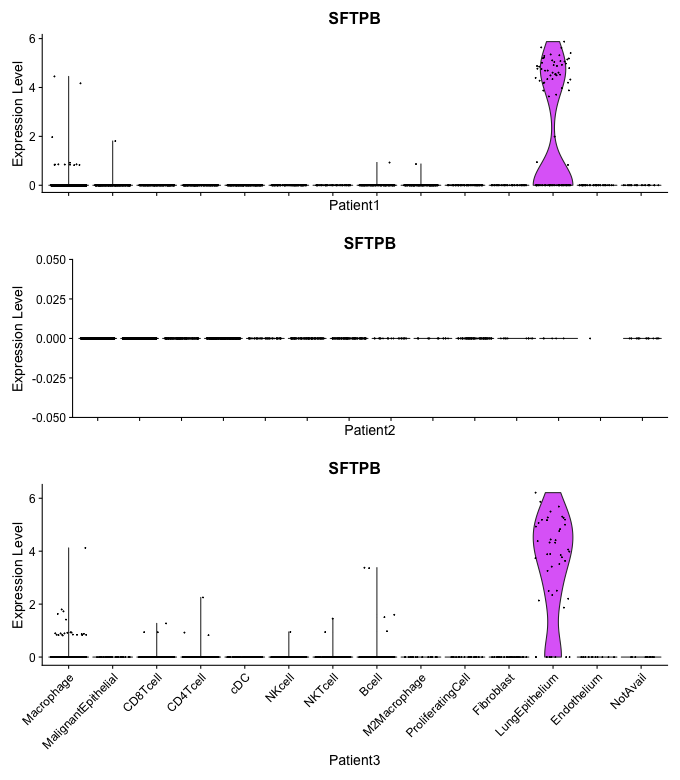 SFTPB
Expression Level
6
4
2
0
Patient1
SFTPB
Expression Level
0.050
0.025
0.000
-0.025
-0.050
Patient2
SFTPB
Expression Level
6
4
2
0
Macrophage
MalignantEpithelial
CD8Tcell
CD4Tcell
cDC
NKcell
NKTcell
Bcell
M2Macrophage
ProliferatingCell
Fibroblast
LungEpithelium
Endothelium
NotAvail
Patient3